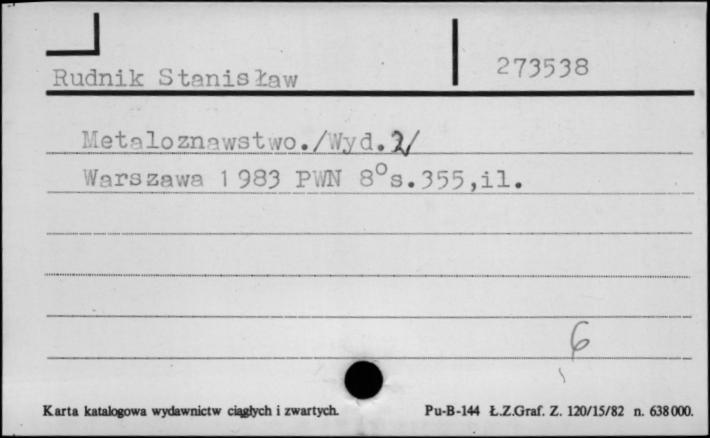 Rudnik Stanisław 273538
Metaloznawstwo./Wyd.2/
Warszawa 1983 PWN 8°s.355,il.
6
Karta katalogowa wydawnictw ciągłych i zwartych. Pu-B-144 Ł.Z.Graf. Z. 120/15/82 n. 638000.